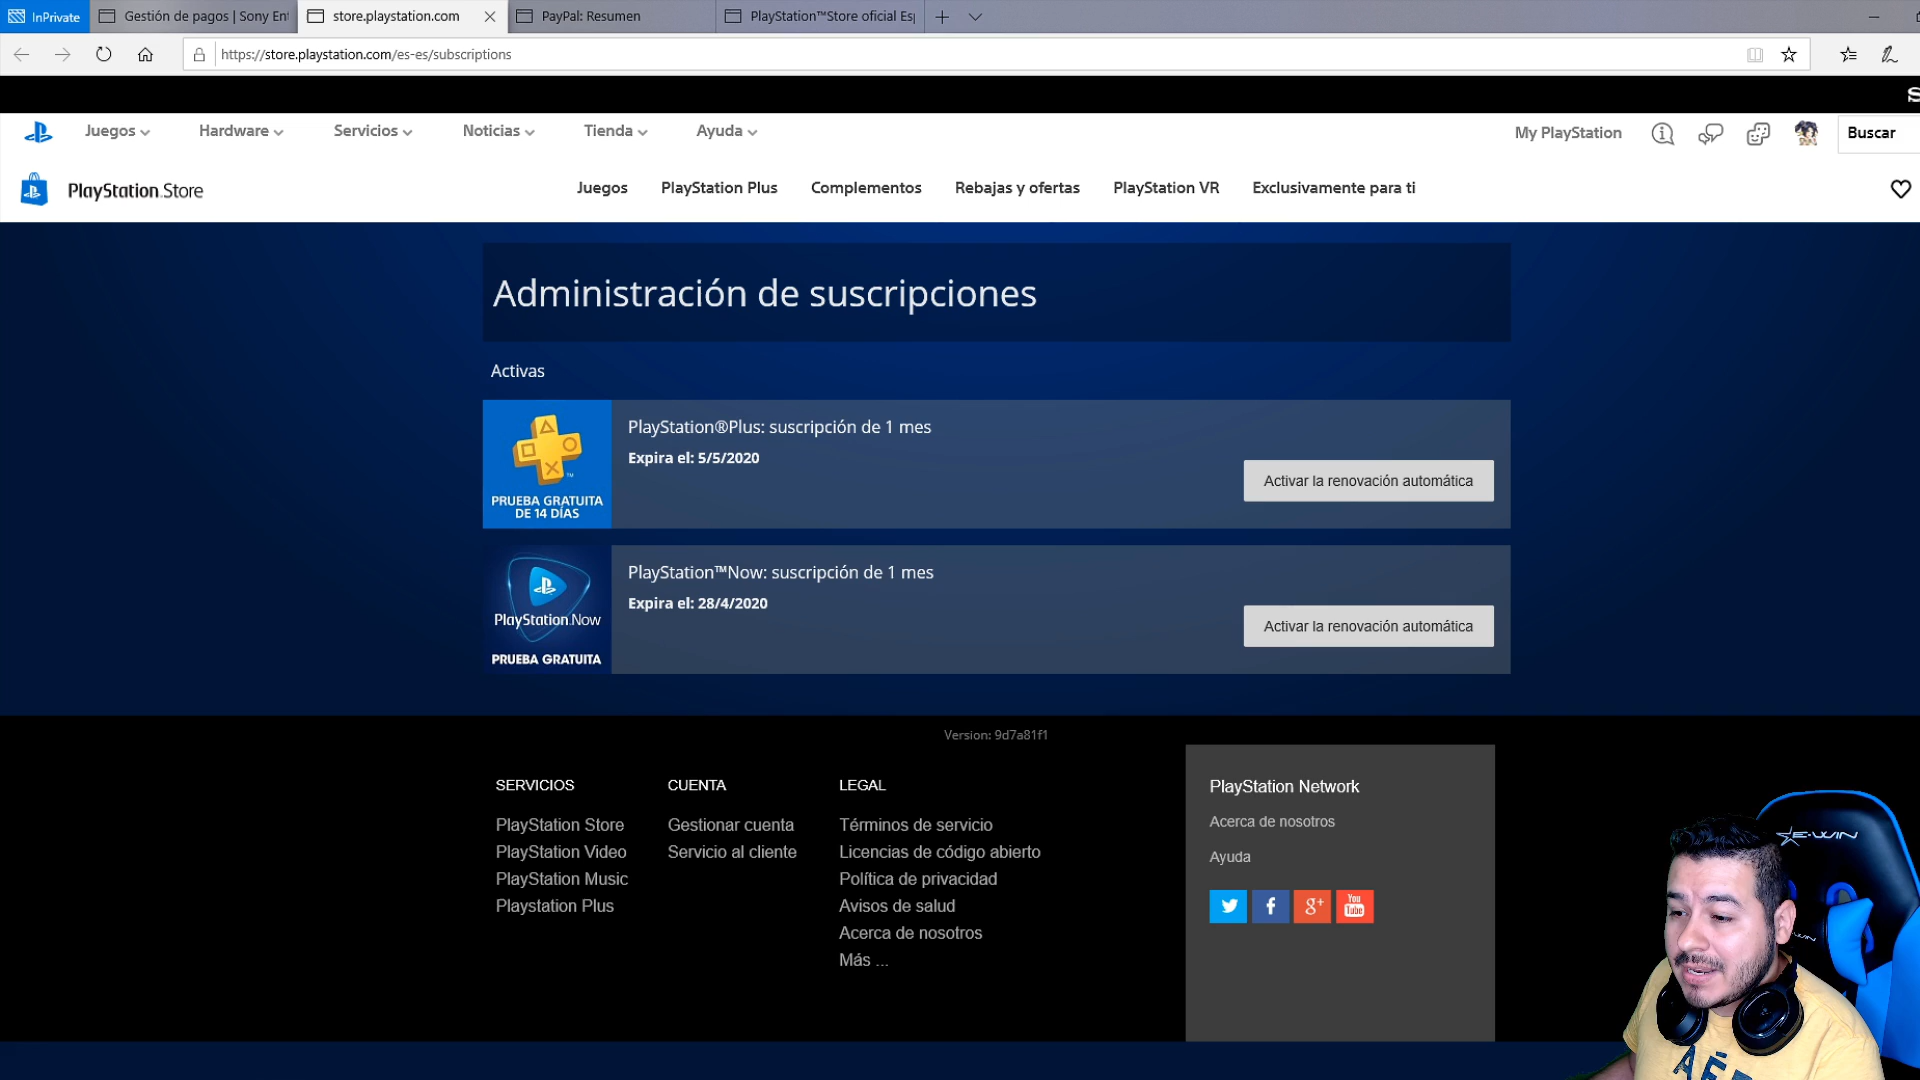 InPrivate
Gestión de pagos | Sony Ent
store.playstation.com
PayPal: Resumen
PlayStation™Store oficial Esp
https://store.playstation.com/es-es/subscriptions
S
Juegos
Hardware
Servicios
Noticias
Tienda
Ayuda
My PlayStation
Buscar
PlayStation.Store
Juegos
PlayStation Plus
Complementos
Rebajas y ofertas
PlayStation VR
Exclusivamente para ti
Administración de suscripciones
Activas
PRUEBA GRATUITA
DE 14 DÍAS
PlayStation®Plus: suscripción de 1 mes
Expira el: 5/5/2020
Activar la renovación automática
PlayStation.Now
PRUEBA GRATUITA
PlayStation™Now: suscripción de 1 mes
Expira el: 28/4/2020
Activar la renovación automática
Version: 9d7a81f1
SERVICIOS
PlayStation Store
PlayStation Video
PlayStation Music
Playstation Plus
CUENTA
Gestionar cuenta
Servicio al cliente
LEGAL
Términos de servicio
Licencias de código abierto
Política de privacidad
Avisos de salud
Acerca de nosotros
Más ...
PlayStation Network
Acerca de nosotros
Ayuda
g+
You
Tube
E-WIN